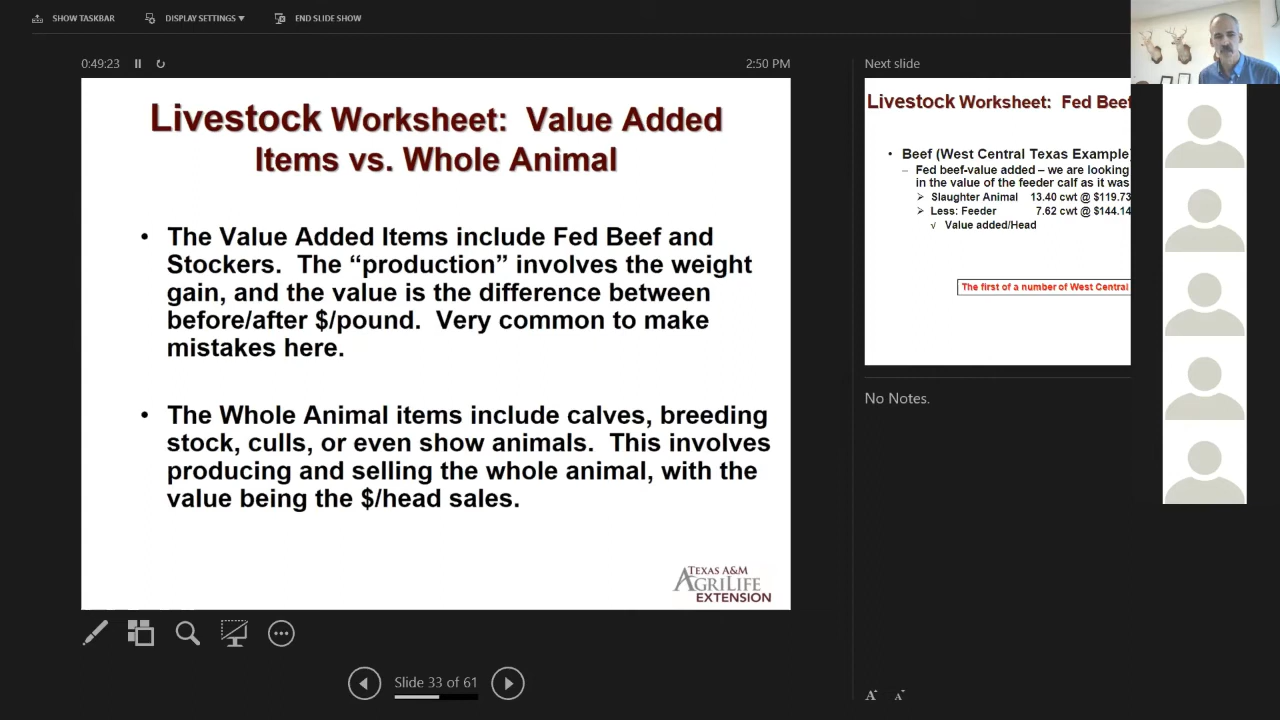 SHOW TASKBAR
DISPLAY SETTINGS ▼
END SLIDE SHOW
0:49:23
2:50 PM
Livestock Worksheet: Value Added
Items vs. Whole Animal
• The Value Added Items include Fed Beef and
Stockers. The “production” involves the weight
gain, and the value is the difference between
before/after $/pound. Very common to make
mistakes here.
• The Whole Animal items include calves, breeding
stock, culls, or even show animals. This involves
producing and selling the whole animal, with the
value being the $/head sales.
TEXAS A&M
AGRILIFE
EXTENSION
Slide 33 of 61
Next slide
Livestock Worksheet: Fed Beef
• Beef (West Central Texas Example)
– Fed beef-value added – we are looking
in the value of the feeder calf as it was
➢ Slaughter Animal 13.40 cwt @ $119.73
➢ Less: Feeder 7.62 cwt @ $144.14
√ Value added/Head
The first of a number of West Central
No Notes.
A A